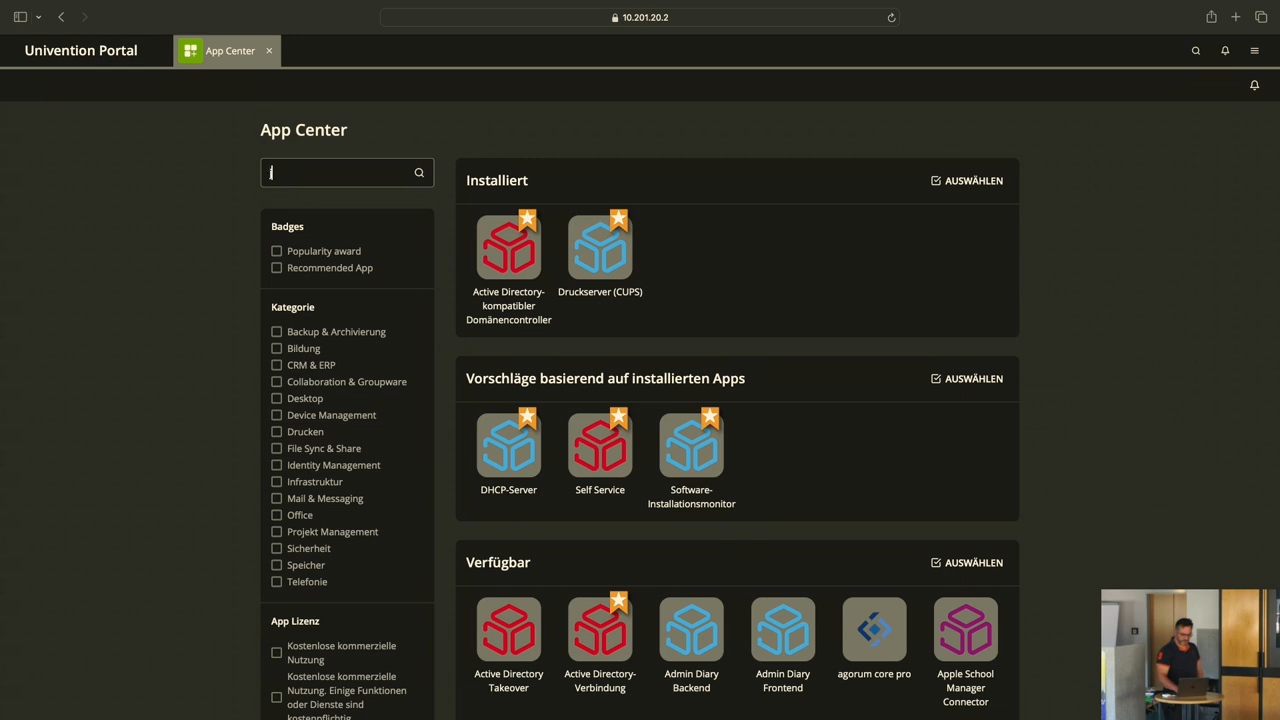 10.201.20.2
Univention Portal
App Center
App Center
Installiert
AUSWÄHLEN
Active Directory-
kompatibler
Domänencontroller
Druckserver (CUPS)
Badges
Popularity award
Recommended App
Kategorie
Backup & Archivierung
Bildung
CRM & ERP
Collaboration & Groupware
Desktop
Device Management
Drucken
File Sync & Share
Identity Management
Infrastruktur
Mail & Messaging
Office
Projekt Management
Sicherheit
Speicher
Telefonie
App Lizenz
Kostenlose kommerzielle
Nutzung
Kostenlose kommerzielle
Nutzung. Einige Funktionen
oder Dienste sind
kostenpflichtig
Vorschläge basierend auf installierten Apps
AUSWÄHLEN
DHCP-Server
Self Service
Software-
Installationsmonitor
Verfügbar
AUSWÄHLEN
Active Directory
Takeover
Active Directory-
Verbindung
Admin Diary
Backend
Admin Diary
Frontend
agorum core pro
Apple School
Manager
Connector